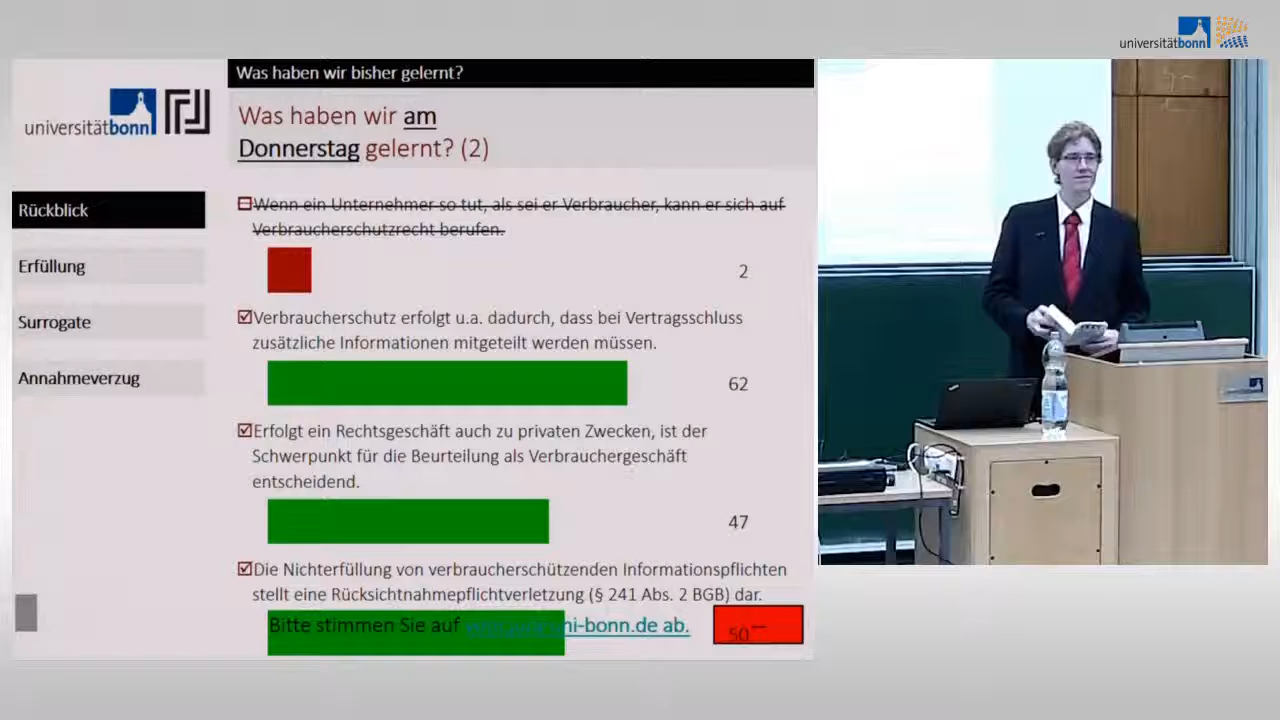 universitätbonn
Was haben wir bisher gelernt?
universitätbonn
Was haben wir am
Donnerstag gelernt? (2)
Rückblick
Erfüllung
Surrogate
Annahmeverzug
Wenn ein Unternehmer so tut, als sei er Verbraucher, kann er sich auf
Verbraucherschutzrecht berufen.
2
Verbraucherschutz erfolgt u.a. dadurch, dass bei Vertragsschluss
zusätzliche Informationen mitgeteilt werden müssen.
62
Erfolgt ein Rechtsgeschäft auch zu privaten Zwecken, ist der
Schwerpunkt für die Beurteilung als Verbrauchergeschäft
entscheidend.
47
Die Nichterfüllung von verbraucherschützenden Informationspflichten
stellt eine Rücksichtnahmepflichtverletzung (§ 241 Abs. 2 BGB) dar.
Bitte stimmen Sie auf ni-bonn.de ab.
50